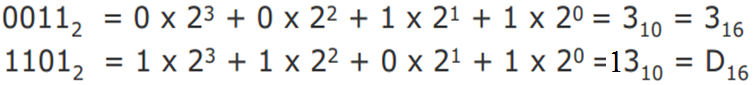 0011₂ = 0 x 2³ + 0 x 2² + 1 x 2¹ + 1 x 2⁰ = 3₁₀ = 3₁₆
1101₂ = 1 x 2³ + 1 x 2² + 0 x 2¹ + 1 x 2⁰ =13₁₀ = D₁₆